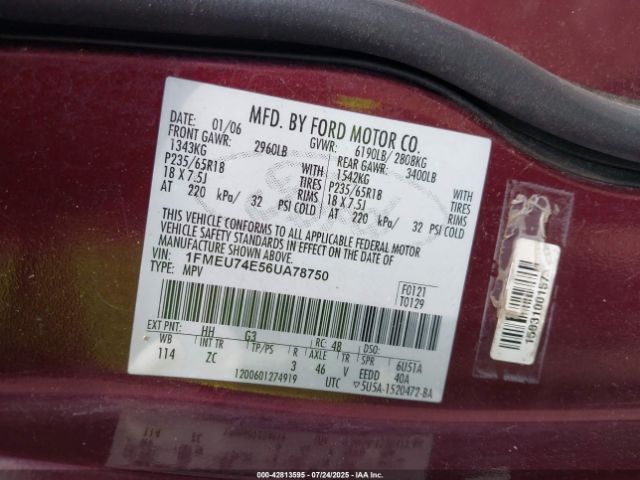 MFD. BY FORD MOTOR CO.
DATE: 01/06 GVWR: 6190LB/ 2808KG
FRONT GAWR: 2960LB REAR GAWR: 3400LB
1343KG WITH 1542KG WITH
P235/65R18 TIRES P235/65R18 TIRES
18 X 7.5J RIMS 18 X 7.5J RIMS
AT 220 kPa/ 32 PSI COLD AT 220 kPa/ 32 PSI COLD
THIS VEHICLE CONFORMS TO ALL APPLICABLE FEDERAL MOTOR
VEHICLE SAFETY STANDARDS IN EFFECT ON THE DATE OF
MANUFACTURE SHOWN ABOVE.
VIN: 1FMEU74E56UA78750
TYPE: MPV
F0121
T0129
EXT PNT: HH G3 RC: 48 DSO:
WB INT TR TP/PS R AXLE TR SPR 6US1A
114 ZC 3 46 V EEDD 40A
1200601274919 UTC ▽5U5A-1520472-BA
000-42813595 - 07/24/2025 - IAA